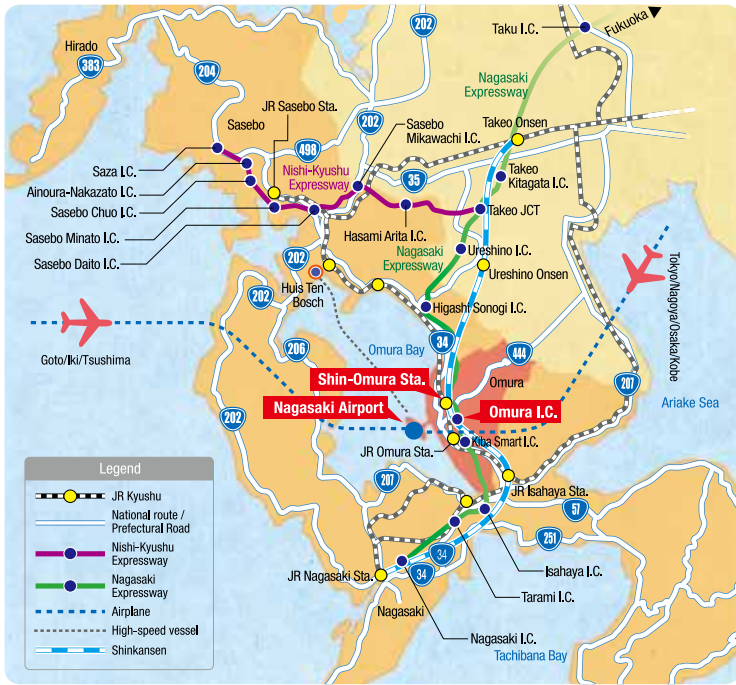 202
Taku I.C.
Fukuoka
Hirado
383
204
Nagasaki
Expressway
JR Sasebo Sta.
202
Sasebo
Takeo Onsen
Sasebo
Mikawachi I.C.
498
Saza I.C.
Nishi-Kyushu
Expressway
35
Takeo
Kitagata I.C.
Ainoura-Nakazato I.C.
Sasebo Chuo I.C.
Takeo JCT
Sasebo Minato I.C.
Hasami Arita I.C.
Sasebo Daito I.C.
Nagasaki
Expressway
Ureshino I.C.
202
Ureshino Onsen
Tokyo/Nagoya/Osaka/Kobe
202
Huis Ten
Bosch
Higashi Sonogi I.C.
Goto/Iki/Tsushima
206
Omura Bay
34
444
Shin-Omura Sta.
Omura
207
Ariake Sea
202
Nagasaki Airport
Omura I.C.
JR Omura Sta.
Kiba Smart I.C.
Legend
JR Kyushu
National route /
Prefectural Road
Nishi-Kyushu
Expressway
Nagasaki
Expressway
Airplane
High-speed vessel
Shinkansen
207
JR Isahaya Sta.
57
251
34
34
JR Nagasaki Sta.
Isahaya I.C.
Tarami I.C.
Nagasaki
Nagasaki I.C.
Tachibana Bay